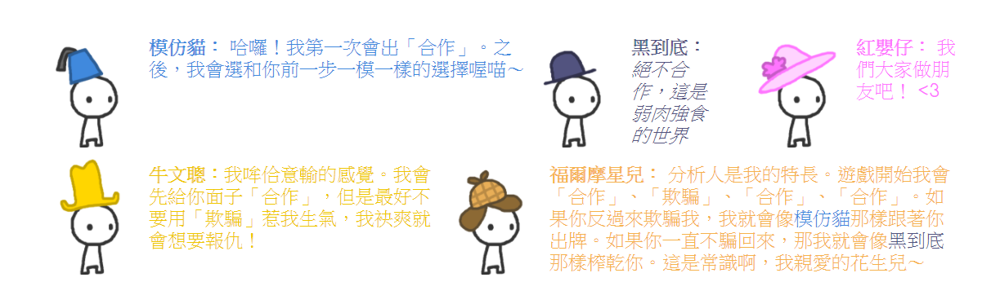 模仿貓： 哈囉！我第一次會出「合作」。之
後，我會選和你前一步一模一樣的選擇喔喵～
黑到底：
絕不合
作，這是
弱肉強食
的世界
紅嬰仔： 我
們大家做朋
友吧！ <3
牛文聰：我哞佮意輸的感覺。我會
先給你面子「合作」，但是最好不
要用「欺騙」惹我生氣，我袂爽就
會想要報仇！
福爾摩星兒： 分析人是我的特長。遊戲開始我會
「合作」、「欺騙」、「合作」、「合作」。如
果你反過來欺騙我，我就會像模仿貓那樣跟著你
出牌。如果你一直不騙回來，那我就會像黑到底
那樣榨乾你。這是常識啊，我親愛的花生兒～